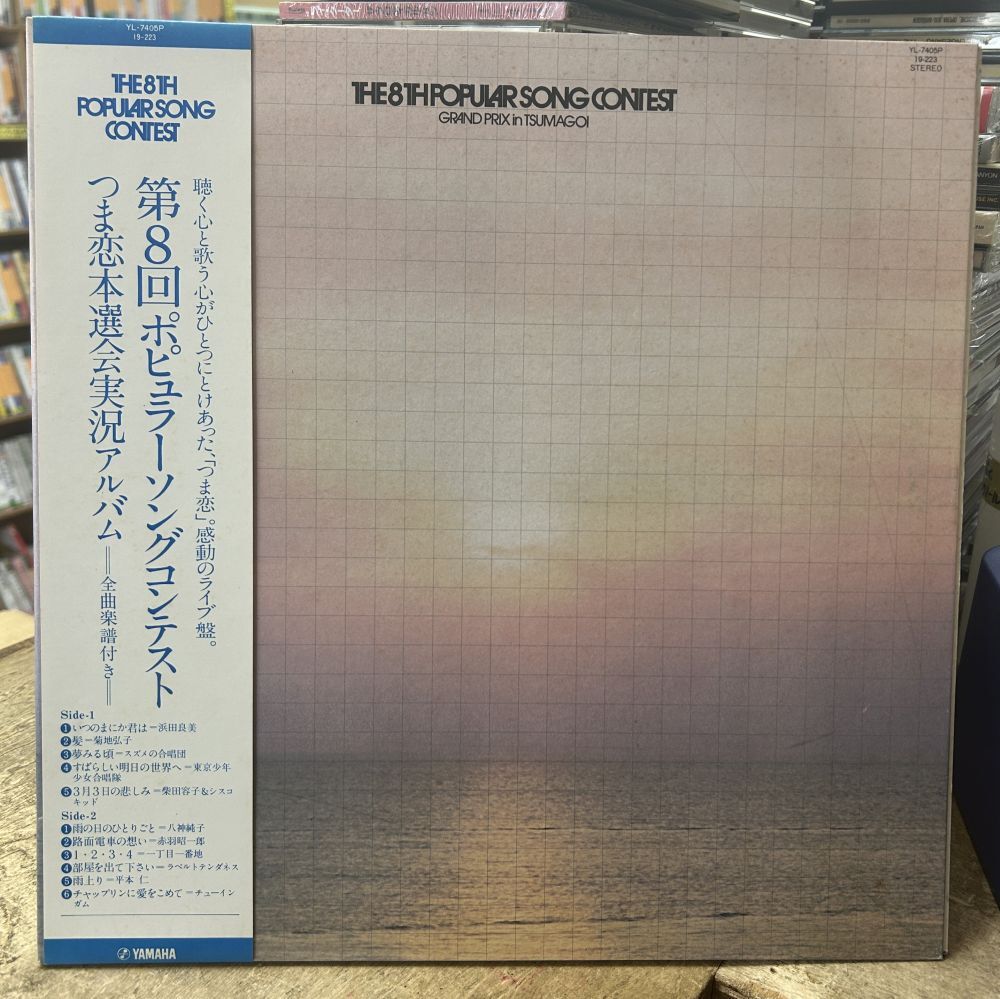 YL-7405P
19-223
THE 8TH
POPULAR SONG
CONTEST
聴く心と歌う心がひとつにとけあった、「つま恋」。感動のライブ盤。
第8回ポピュラーソングコンテスト
つま恋本選会実況アルバム＝全曲楽譜付き＝
Side-1
❶いつのまにか君は＝浜田良美
❷髪＝菊地弘子
❸夢みる頃＝スズメの合唱団
❹すばらしい明日の世界へ＝東京少年
少女合唱隊
❺3月3日の悲しみ＝柴田容子&シスコ
キッド
Side-2
❶雨の日のひとりごと＝八神純子
❷路面電車の想い＝赤羽昭一郎
❸1・2・3・4＝一丁目一番地
❹部屋を出て下さい＝ラベルトテンダネス
❺雨上り＝平本 仁
❻チャップリンに愛をこめて＝チューイン
ガム
YAMAHA
YL-7405P
19-223
STEREO
THE 8TH POPULAR SONG CONTEST
GRAND PRIX in TSUMAGOI